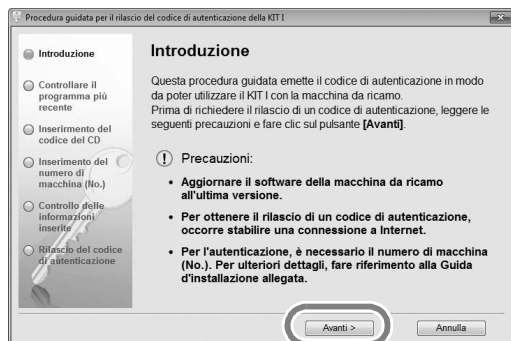 Procedura guidata per il rilascio del codice di autenticazione della KIT I
Introduzione
Controllare il
programma più
recente
Inserirmento del
codice del CD
Inserimento del
numero di
macchina (No.)
Controllo delle
informazioni
inserite
Rilascio del codice
di autenticazione
Introduzione
Questa procedura guidata emette il codice di autenticazione in modo
da poter utilizzare il KIT I con la macchina da ricamo.
Prima di richiedere il rilascio di un codice di autenticazione, leggere le
seguenti precauzioni e fare clic sul pulsante [Avanti].
Precauzioni:
• Aggiornare il software della macchina da ricamo
all'ultima versione.
• Per ottenere il rilascio di un codice di autenticazione,
occorre stabilire una connessione a Internet.
• Per l'autenticazione, è necessario il numero di macchina
(No.). Per ulteriori dettagli, fare riferimento alla Guida
d'installazione allegata.
Avanti >
Annulla